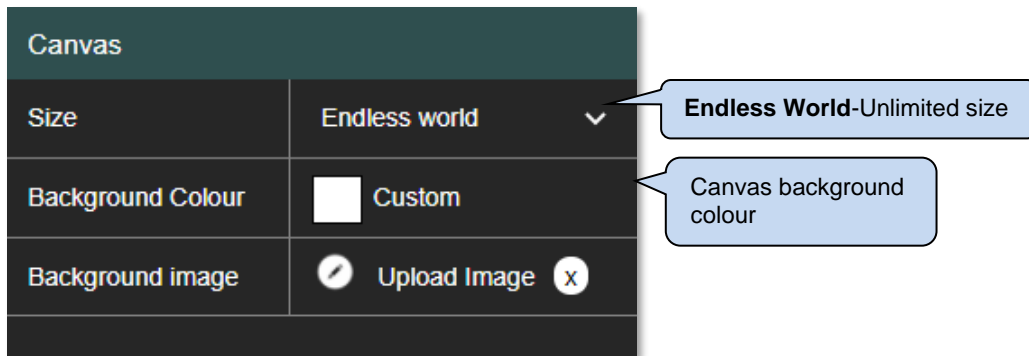 Canvas
Size
Endless world
Endless World-Unlimited size
Background Colour
Custom
Canvas background
colour
Background image
Upload Image
x